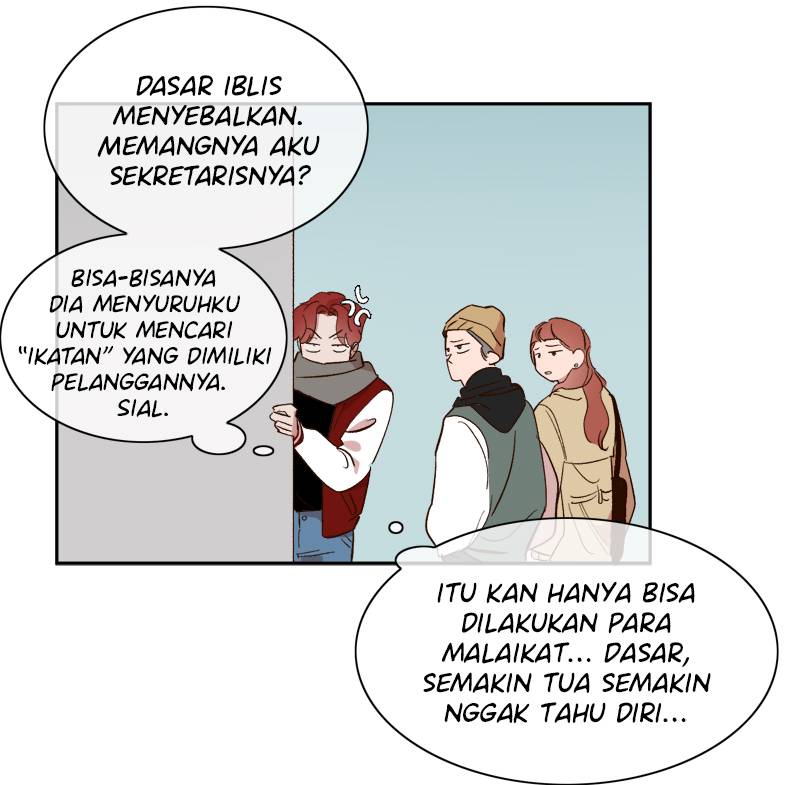 DASAR IBLIS
MENYEBALKAN.
MEMANGNYA AKU
SEKRETARISNYA?
BISA-BISANYA
DIA MENYURUHKU
UNTUK MENCARI
“IKATAN” YANG DIMILIKI
PELANGGANNYA.
SIAL.
ITU KAN HANYA BISA
DILAKUKAN PARA
MALAIKAT... DASAR,
SEMAKIN TUA SEMAKIN
NGGAK TAHU DIRI...